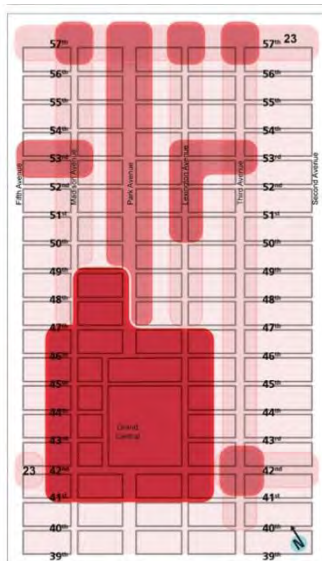 23
57th 57th
56th 56th
55th 55th
54th 54th
53rd 53rd
52nd 52nd
51st 51st
50th 50th
49th 49th
48th 48th
47th 47th
46th 46th
45th 45th
44th 44th
43rd 43rd
42nd 42nd
41st 41st
40th 40th
39th 39th
Fifth Avenue
Madison Avenue
Park Avenue
Lexington Avenue
Third Avenue
Second Avenue
Grand
Central
23
N